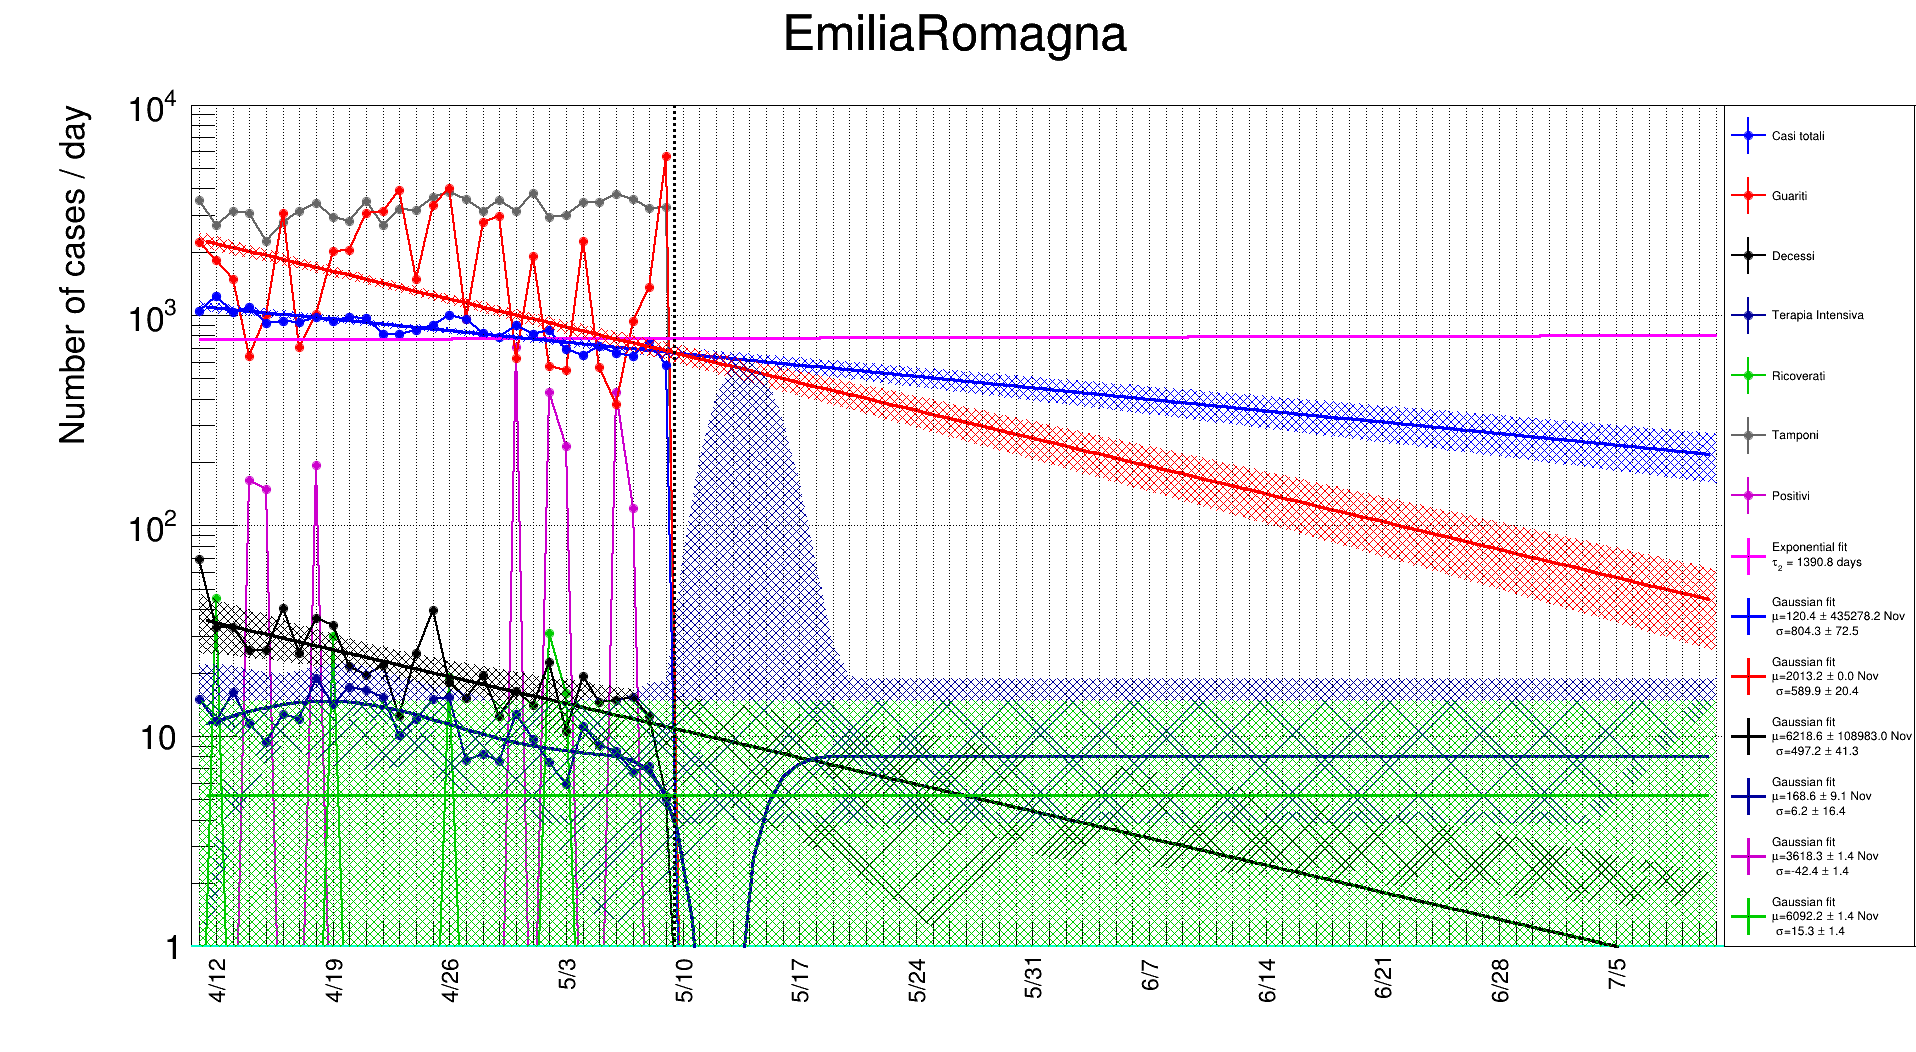 EmiliaRomagna
Number of cases / day
10^4
10^3
10^2
10
1
4/12
4/19
4/26
5/3
5/10
5/17
5/24
5/31
6/7
6/14
6/21
6/28
7/5
Casi totali
Guariti
Decessi
Terapia Intensiva
Ricoverati
Tamponi
Positivi
Exponential fit
τ₂ = 1390.8 days
Gaussian fit
μ=120.4 ± 435278.2 Nov
σ=804.3 ± 72.5
Gaussian fit
μ=2013.2 ± 0.0 Nov
σ=589.9 ± 20.4
Gaussian fit
μ=6218.6 ± 108983.0 Nov
σ=497.2 ± 41.3
Gaussian fit
μ=168.6 ± 9.1 Nov
σ=6.2 ± 16.4
Gaussian fit
μ=3618.3 ± 1.4 Nov
σ=-42.4 ± 1.4
Gaussian fit
μ=6092.2 ± 1.4 Nov
σ=15.3 ± 1.4